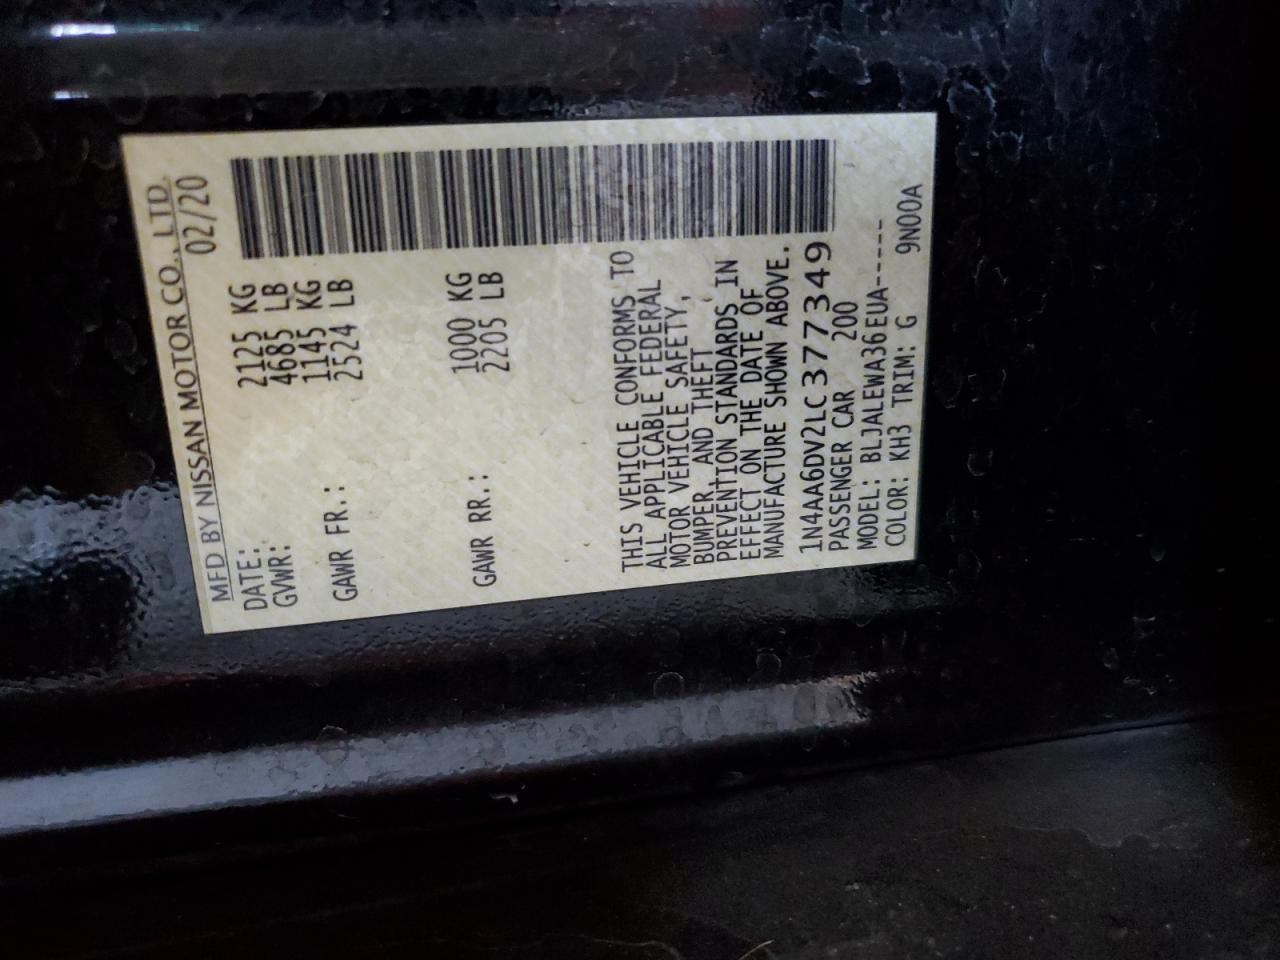 MFD BY NISSAN MOTOR CO., LTD.
DATE: 02/20
GVWR: 2125 KG
4685 LB
GAWR FR.: 1145 KG
2524 LB
GAWR RR.: 1000 KG
2205 LB
THIS VEHICLE CONFORMS TO
ALL APPLICABLE FEDERAL
MOTOR VEHICLE SAFETY,
BUMPER, AND THEFT
PREVENTION STANDARDS IN
EFFECT ON THE DATE OF
MANUFACTURE SHOWN ABOVE.
1N4AA6DV2LC377349
PASSENGER CAR 200
MODEL: BLJALEWA36EUA-----
COLOR: KH3 TRIM: G 9N00A